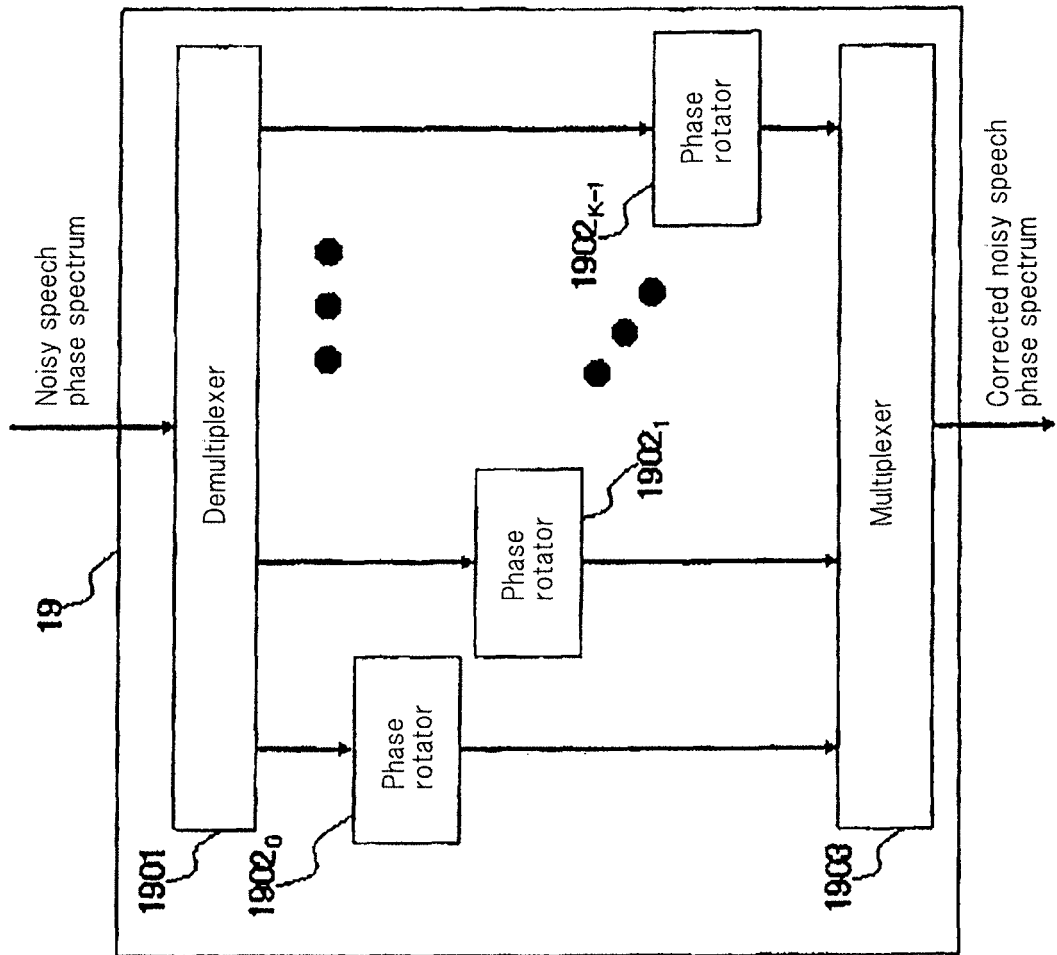 Noisy speech
phase spectrum
19
1901
Demultiplexer
1902₀
Phase
rotator
1902₁
Phase
rotator
1902K-1
Phase
rotator
1903
Multiplexer
Corrected noisy speech
phase spectrum